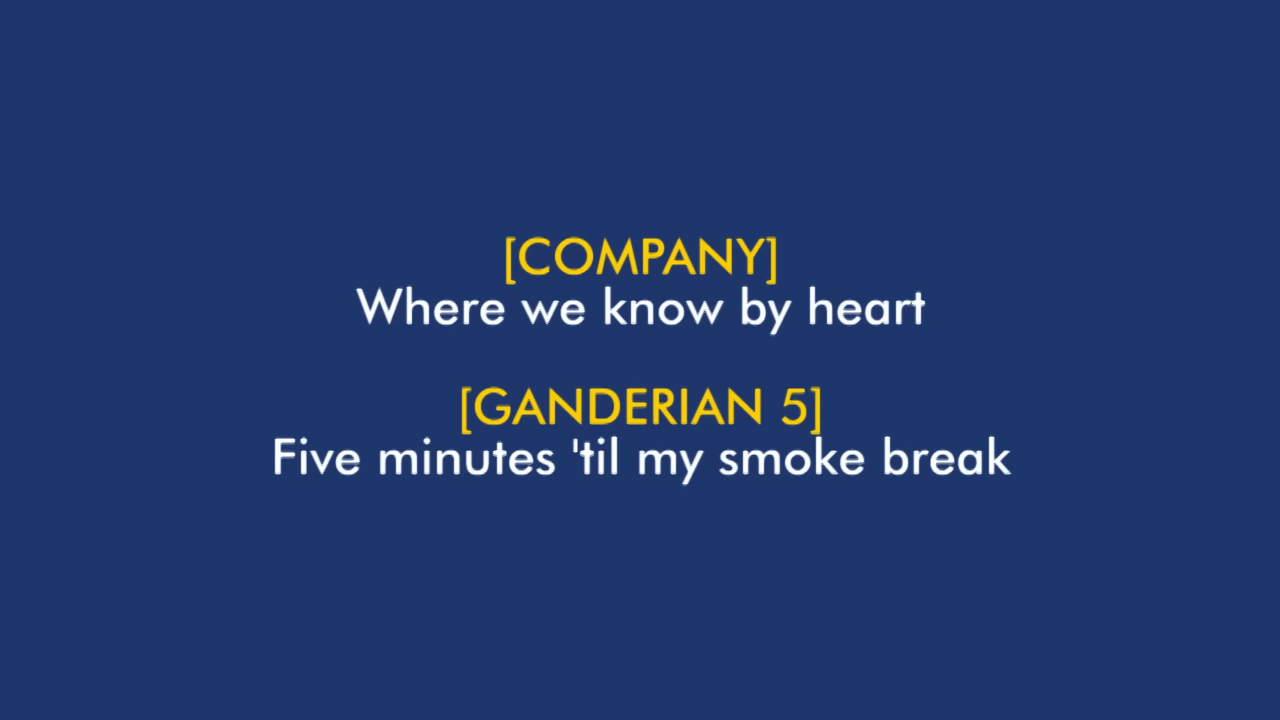 [COMPANY]
Where we know by heart
[GANDERIAN 5]
Five minutes 'til my smoke break